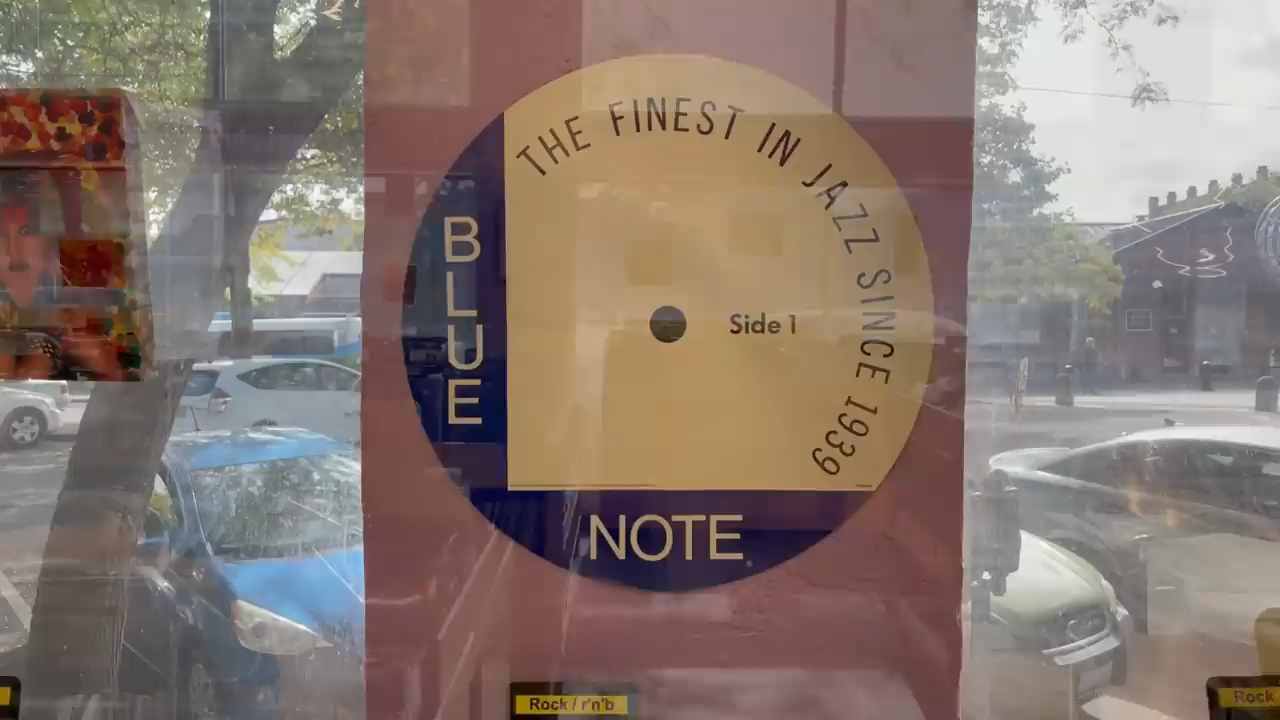 THE FINEST IN JAZZ SINCE 1939
BLUE
Side 1
NOTE
Rock / r'n'b
Rock